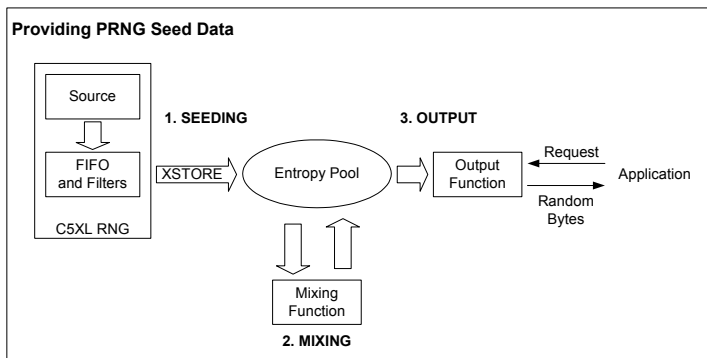 Providing PRNG Seed Data
Source
FIFO
and Filters
C5XL RNG
1. SEEDING
XSTORE
Entropy Pool
Mixing
Function
2. MIXING
3. OUTPUT
Output
Function
Request
Random
Bytes
Application